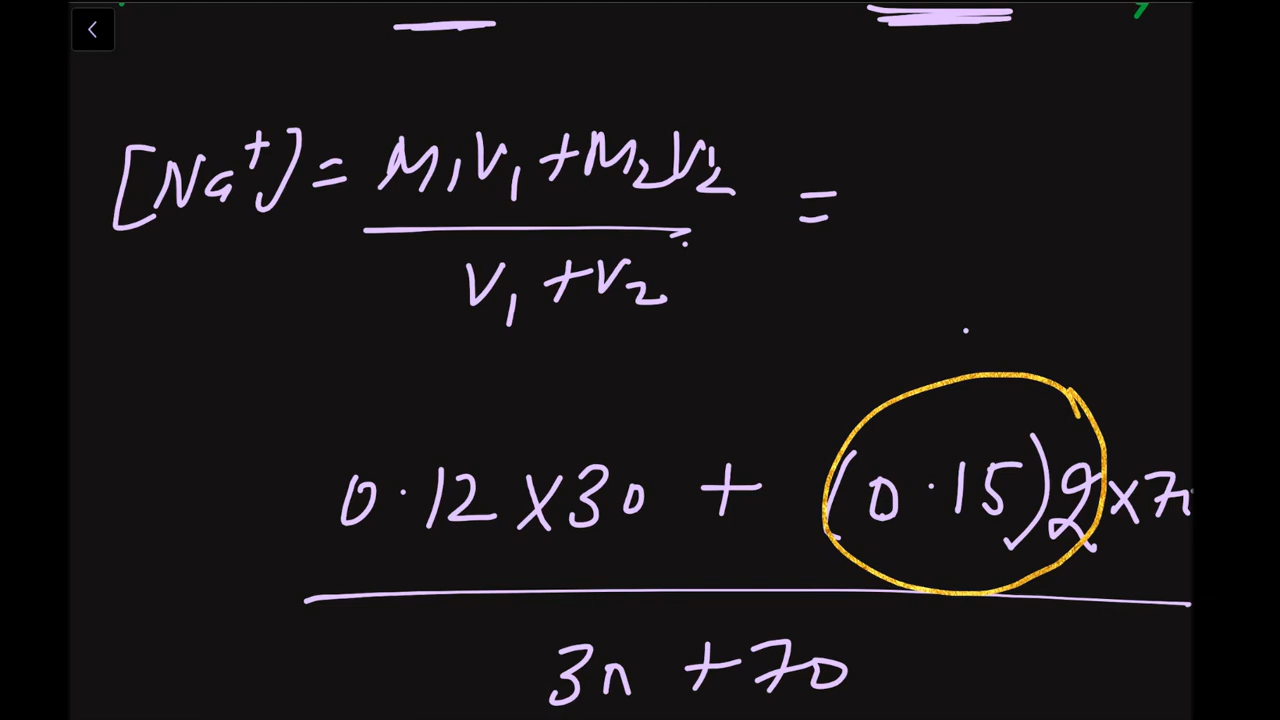 [Na+] = M1V1 + M2V2 =
V1 + V2
0.12 x 30 + (0.15)2 x 70
30 + 70